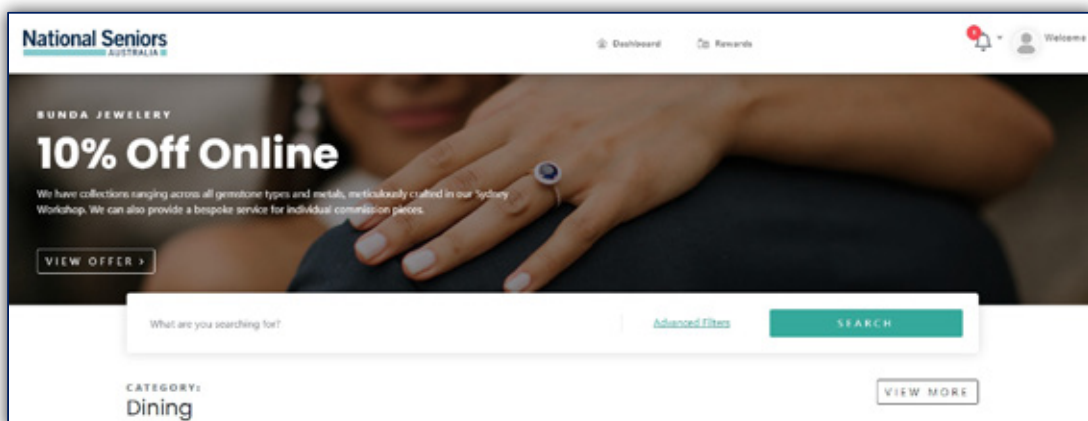 National Seniors
AUSTRALIA
Dashboard
Rewards
Welcome
BUNDA JEWELERY
10% Off Online
We have collections ranging across all gemstone types and metals, meticulously crafted in our Sydney
Workshop. We can also provide a bespoke service for individual commission pieces.
VIEW OFFER >
What are you searching for?
Advanced Filters
SEARCH
CATEGORY:
Dining
VIEW MORE